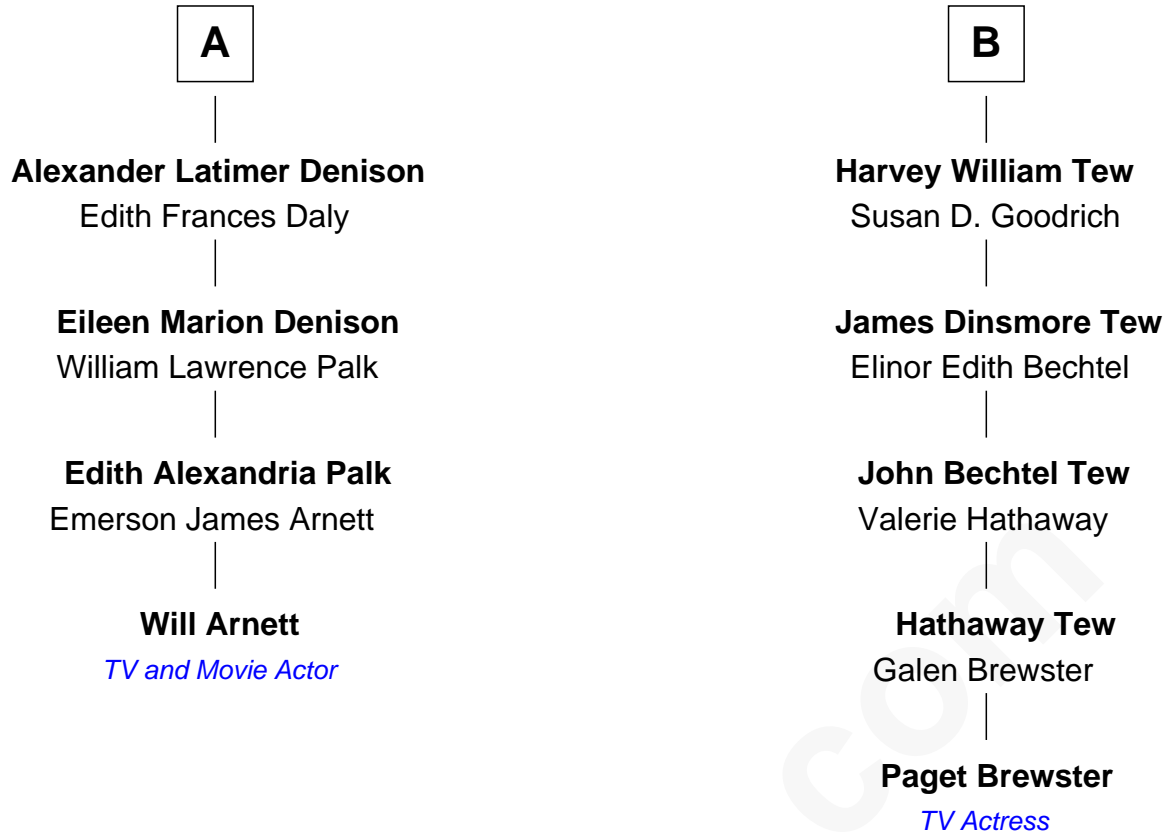 A
Alexander Latimer Denison
Edith Frances Daly
Eileen Marion Denison
William Lawrence Palk
Edith Alexandria Palk
Emerson James Arnett
Will Arnett
TV and Movie Actor
B
Harvey William Tew
Susan D. Goodrich
James Dinsmore Tew
Elinor Edith Bechtel
John Bechtel Tew
Valerie Hathaway
Hathaway Tew
Galen Brewster
Paget Brewster
TV Actress
com